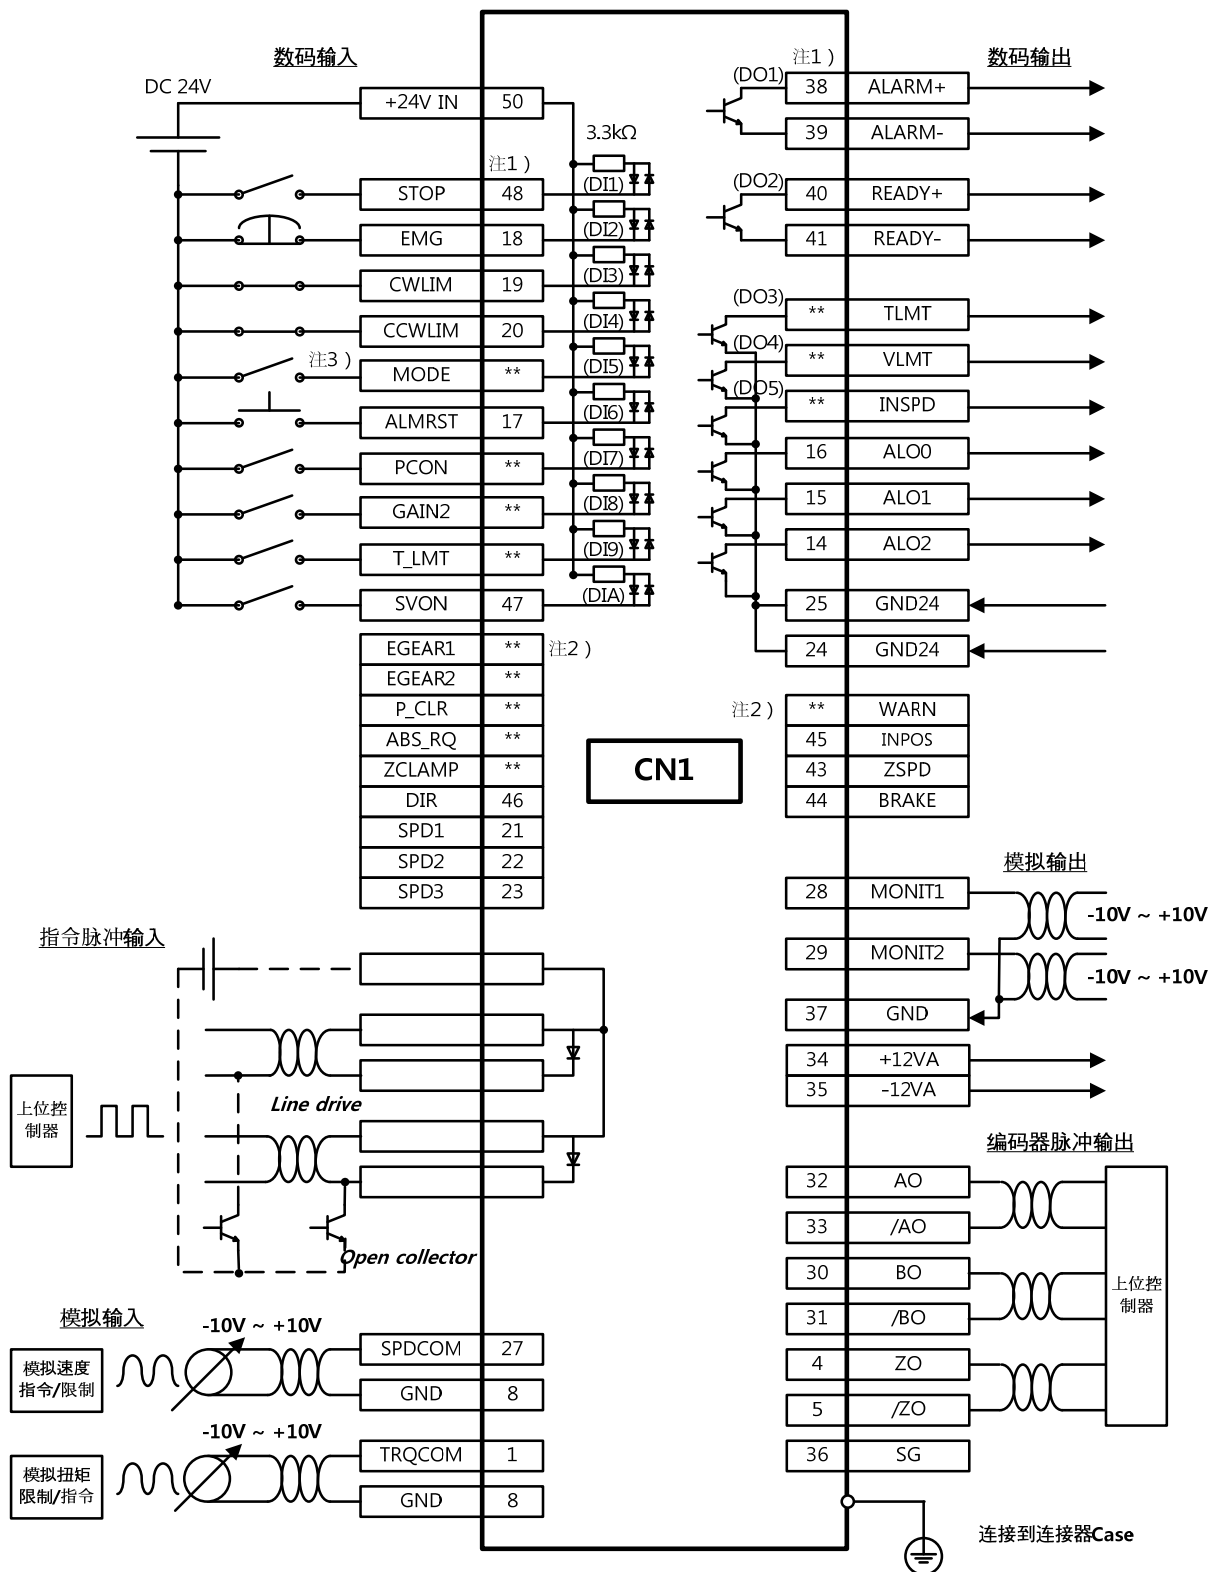 数码输入
DC 24V
+24V IN 50
3.3kΩ
注1）
STOP 48 (DI1)
EMG 18 (DI2)
CWLIM 19 (DI3)
CCWLIM 20 (DI4)
注3）
MODE ** (DI5)
ALMRST 17 (DI6)
PCON ** (DI7)
GAIN2 ** (DI8)
T_LMT ** (DI9)
SVON 47 (DIA)
EGEAR1 ** 注2）
EGEAR2 **
P_CLR **
ABS_RQ **
ZCLAMP **
DIR 46
SPD1 21
SPD2 22
SPD3 23
CN1
指令脉冲输入
上位控
制器
Line drive
Open collector
模拟输入
-10V ~ +10V
模拟速度
指令/限制
SPDCOM 27
GND 8
-10V ~ +10V
模拟扭矩
限制/指令
TRQCOM 1
GND 8
数码输出
注1）
(DO1) 38 ALARM+
39 ALARM-
(DO2) 40 READY+
41 READY-
(DO3) ** TLMT
(DO4) ** VLMT
(DO5) ** INSPD
16 ALO0
15 ALO1
14 ALO2
25 GND24
24 GND24
注2） ** WARN
45 INPOS
43 ZSPD
44 BRAKE
模拟输出
28 MONIT1
-10V ~ +10V
29 MONIT2
-10V ~ +10V
37 GND
34 +12VA
35 -12VA
编码器脉冲输出
32 AO
33 /AO
30 BO
31 /BO
4 ZO
5 /ZO
上位控
制器
36 SG
连接到连接器Case